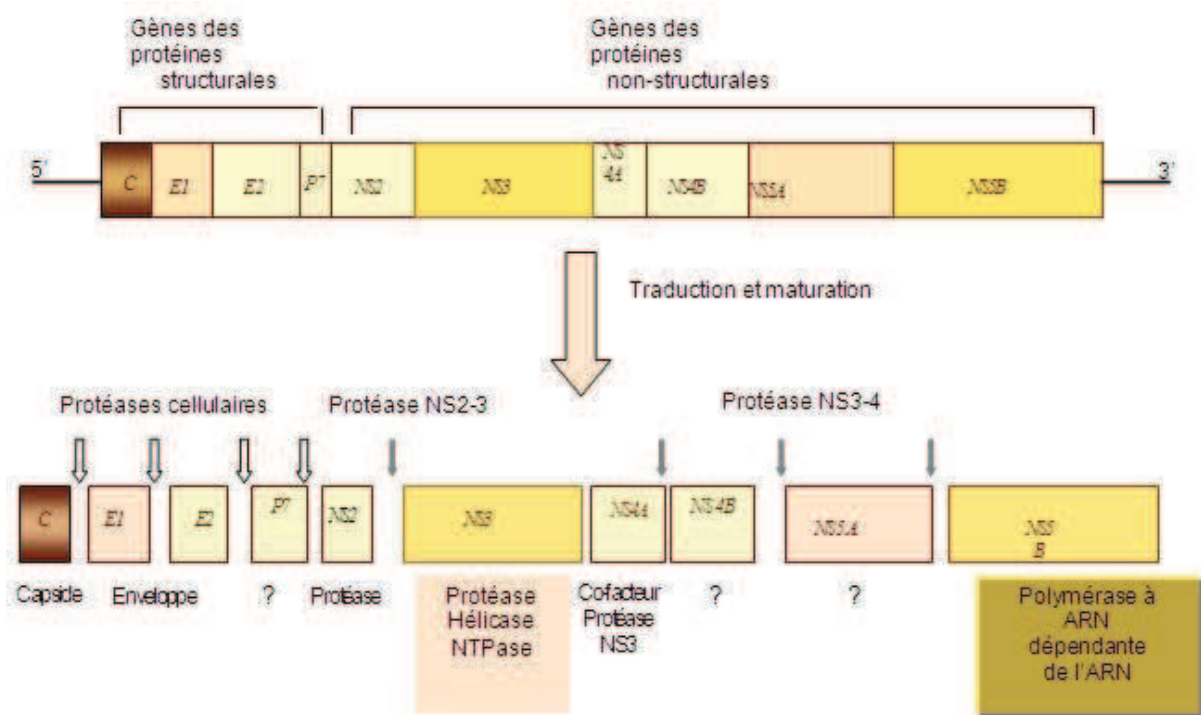 Gènes des
protéines
structurales
Gènes des
protéines
non-structurales
5'
C
E1
E2
P7
NS2
NS3
NS
4A
NS4B
NS5A
NS5B
3'
Traduction et maturation
Protéases cellulaires
Protéase NS2-3
Protéase NS3-4
C
E1
E2
P7
NS2
NS3
NS4A
NS4B
NS5A
NS5
B
Capside
Enveloppe
?
Protéase
Protéase
Hélicase
NTPase
Cofacteur
Protéase
NS3
?
?
Polymérase à
ARN
dépendante
de l'ARN